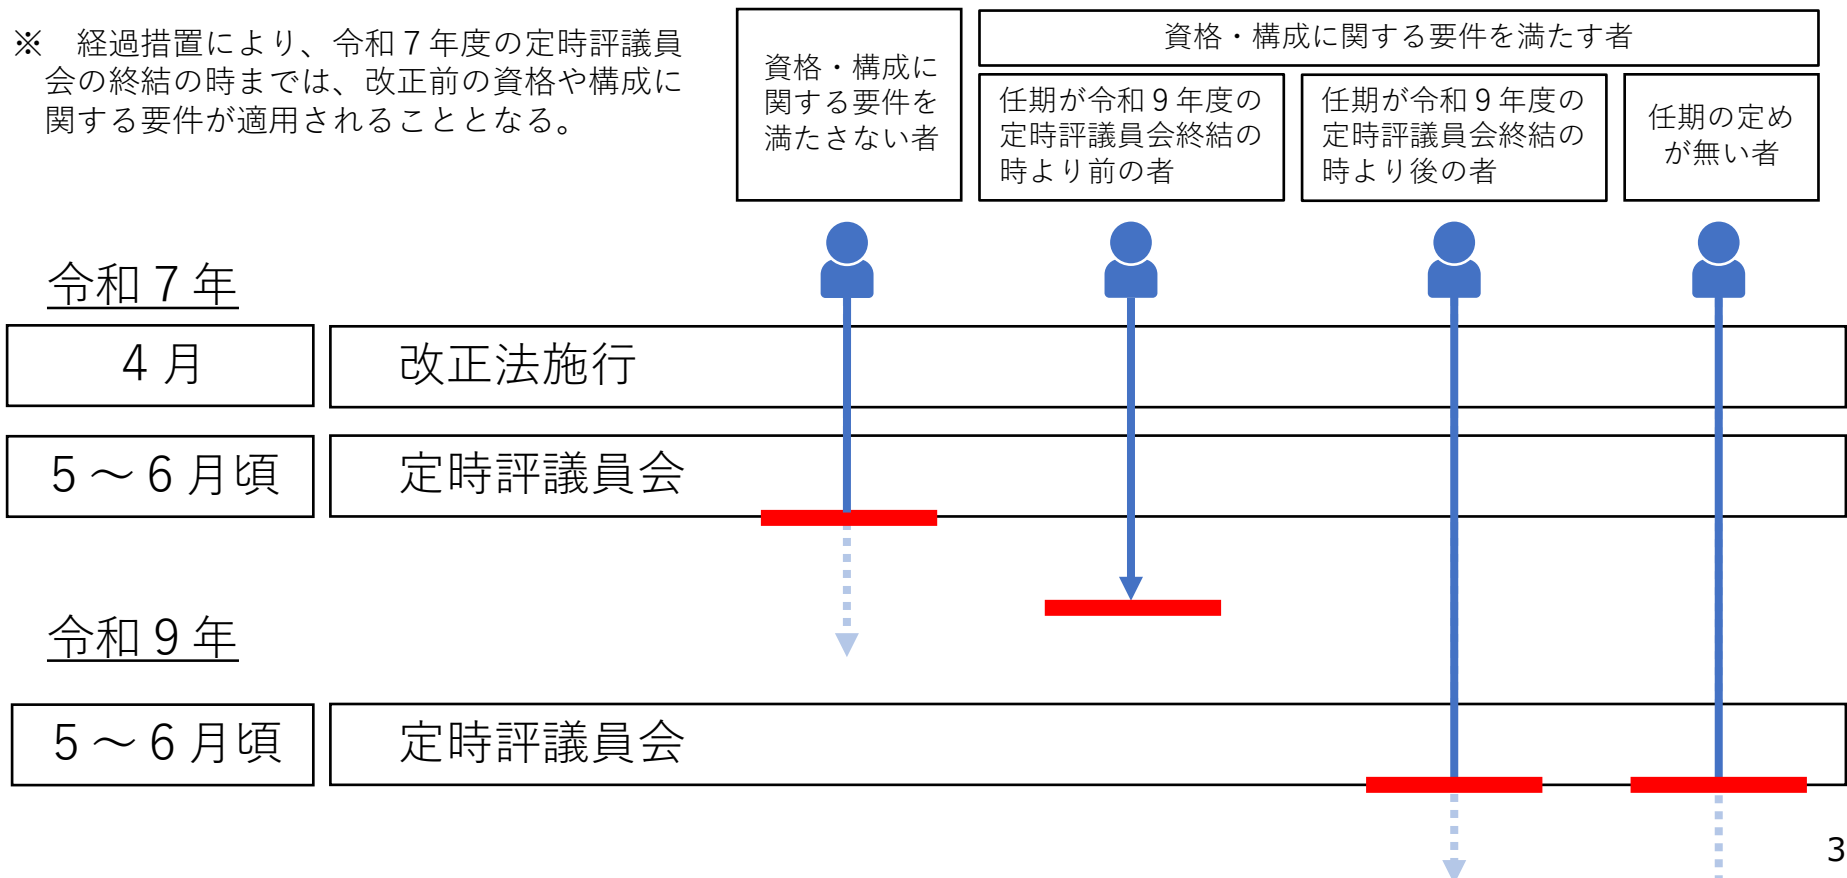 ※　経過措置により、令和７年度の定時評議員
会の終結の時までは、改正前の資格や構成に
関する要件が適用されることとなる。
資格・構成に
関する要件を
満たさない者
資格・構成に関する要件を満たす者
任期が令和９年度の
定時評議員会終結の
時より前の者
任期が令和９年度の
定時評議員会終結の
時より後の者
任期の定め
が無い者
令和７年
４月
改正法施行
５～６月頃
定時評議員会
令和９年
５～６月頃
定時評議員会
3